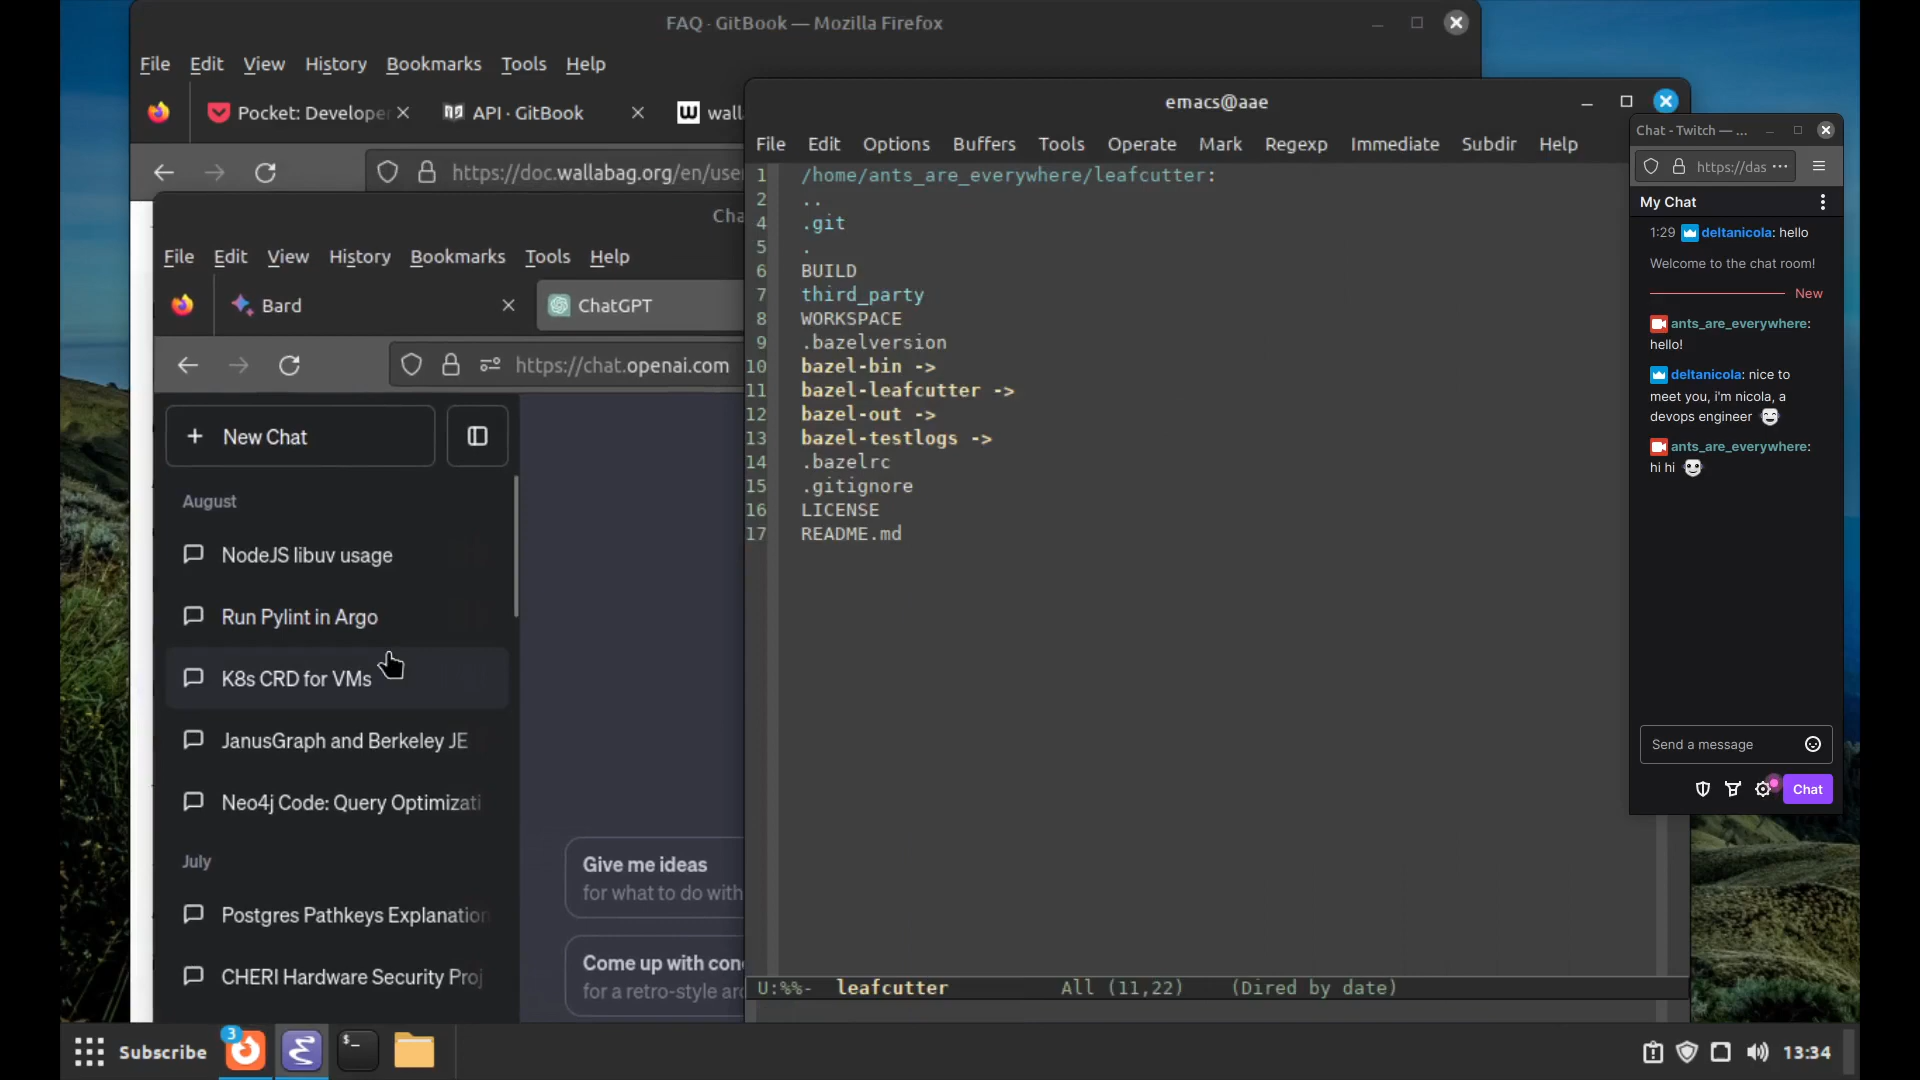 FAQ · GitBook — Mozilla Firefox
File Edit View History Bookmarks Tools Help
Pocket: Developer
API · GitBook
W
https://doc.wallabag.org/en/user
File Edit View History Bookmarks Tools Help
Bard
ChatGPT
https://chat.openai.com
+ New Chat
August
NodeJS libuv usage
Run Pylint in Argo
K8s CRD for VMs
JanusGraph and Berkeley JE
Neo4j Code: Query Optimizati
July
Postgres Pathkeys Explanation
CHERI Hardware Security Proj
Give me ideas
for what to do with
Come up with
for a retro-style
emacs@aae
File Edit Options Buffers Tools Operate Mark Regexp Immediate Subdir Help
1 /home/ants_are_everywhere/leafcutter:
2 ..
4 .git
5 .
6 BUILD
7 third_party
8 WORKSPACE
9 .bazelversion
10 bazel-bin ->
11 bazel-leafcutter ->
12 bazel-out ->
13 bazel-testlogs ->
14 .bazelrc
15 .gitignore
16 LICENSE
17 README.md
U:%%- leafcutter All (11,22) (Dired by date)
Chat - Twitch — ...
https://das
My Chat
1:29 deltanicola: hello
Welcome to the chat room!
New
ants_are_everywhere:
hello!
deltanicola: nice to
meet you, i'm nicola, a
devops engineer
ants_are_everywhere:
hi hi
Send a message
Chat
Subscribe
3
$_
13:34